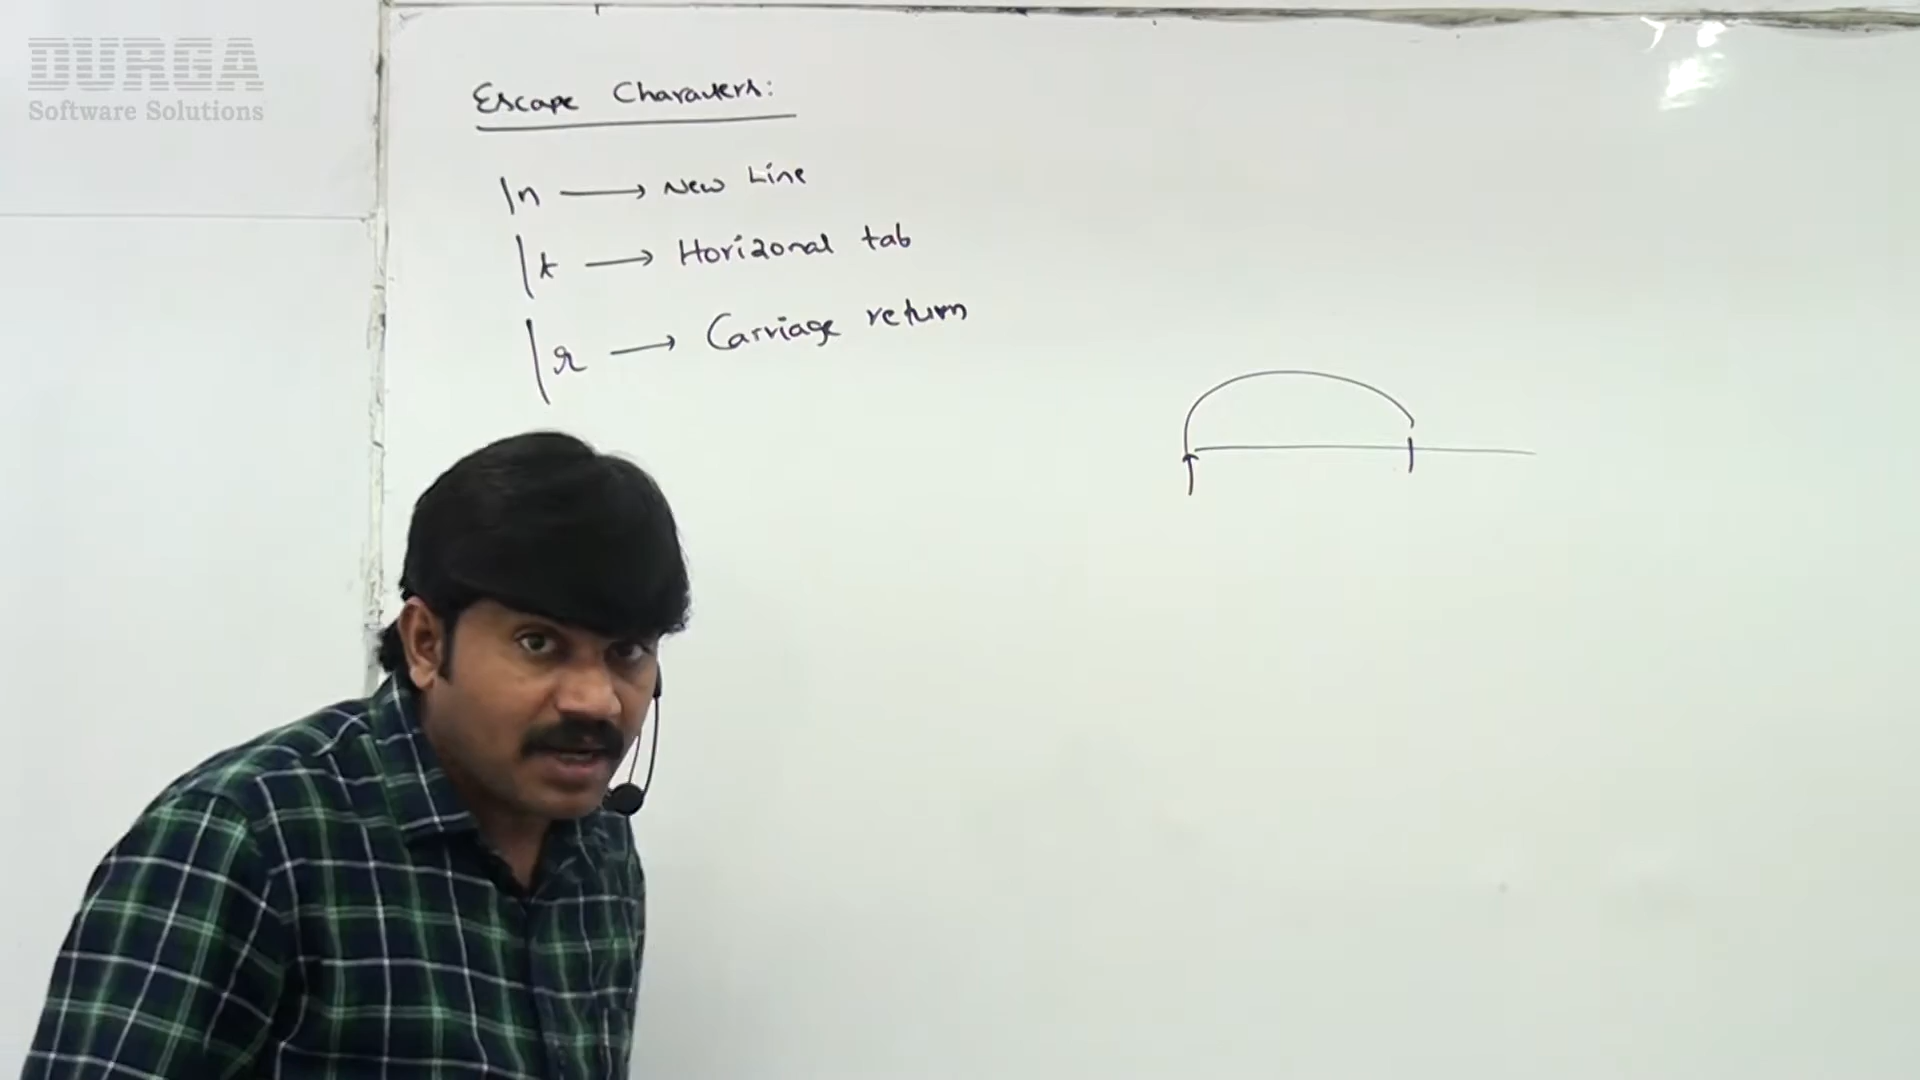 DURGA
Software Solutions
Escape Characters:
\n → New Line
\t → Horizonal tab
\r → Carriage return